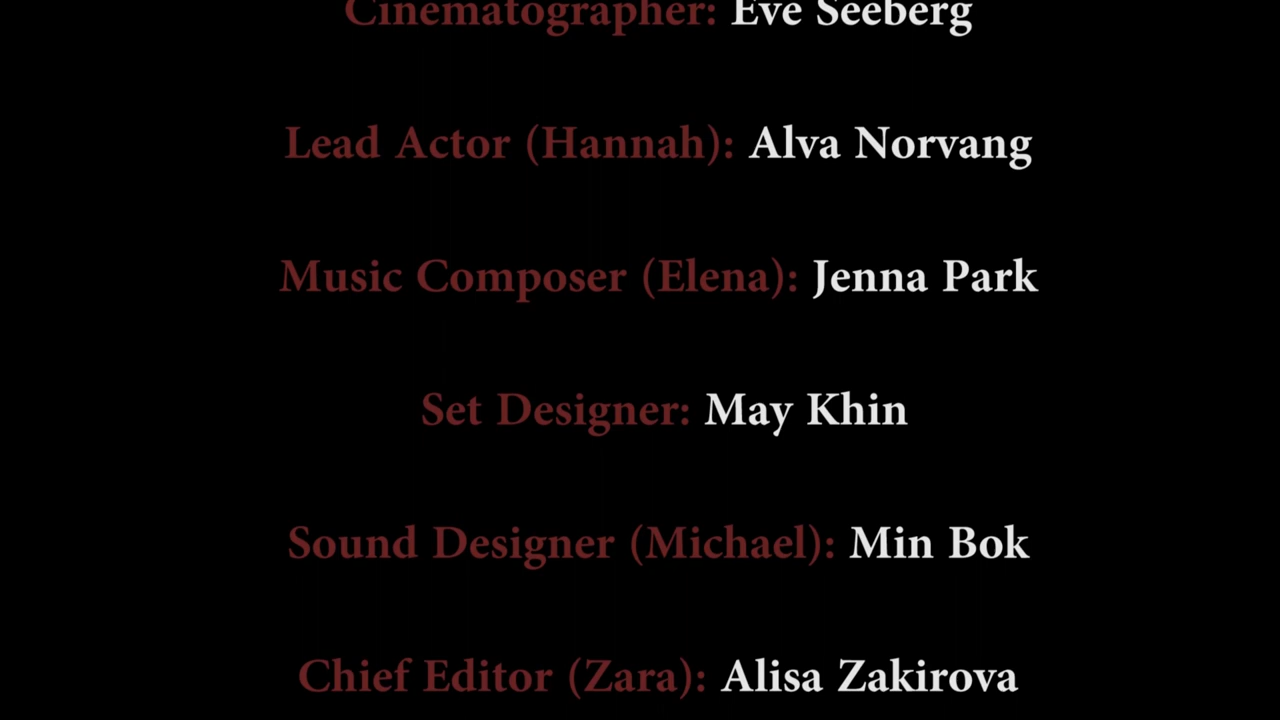 Cinematographer: Eve Seeberg
Lead Actor (Hannah): Alva Norvang
Music Composer (Elena): Jenna Park
Set Designer: May Khin
Sound Designer (Michael): Min Bok
Chief Editor (Zara): Alisa Zakirova